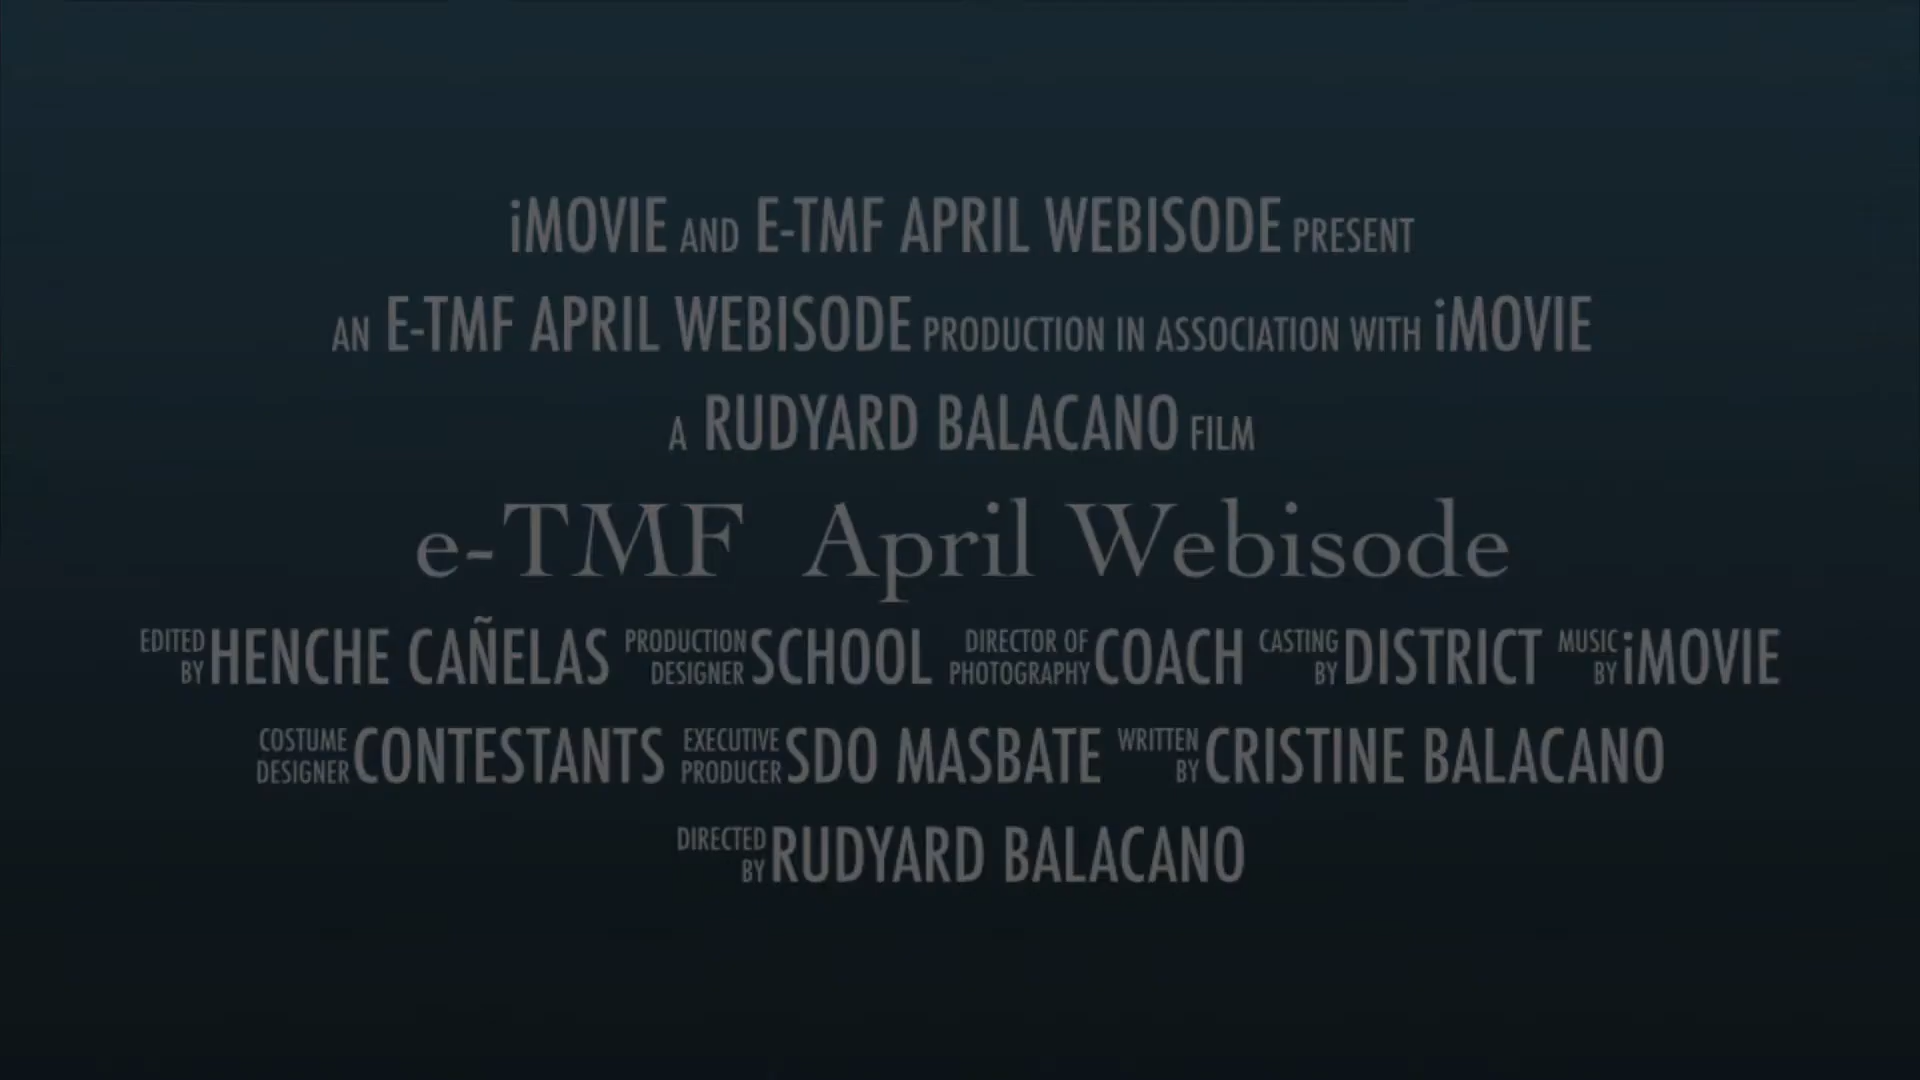 iMOVIE AND E-TMF APRIL WEBISODE PRESENT
AN E-TMF APRIL WEBISODE PRODUCTION IN ASSOCIATION WITH iMOVIE
A RUDYARD BALACANO FILM
e-TMF April Webisode
EDITED BY HENCHE CAÑELAS PRODUCTION DESIGNER SCHOOL DIRECTOR OF PHOTOGRAPHY COACH CASTING BY DISTRICT MUSIC BY iMOVIE
COSTUME DESIGNER CONTESTANTS EXECUTIVE PRODUCER SDO MASBATE WRITTEN BY CRISTINE BALACANO
DIRECTED BY RUDYARD BALACANO